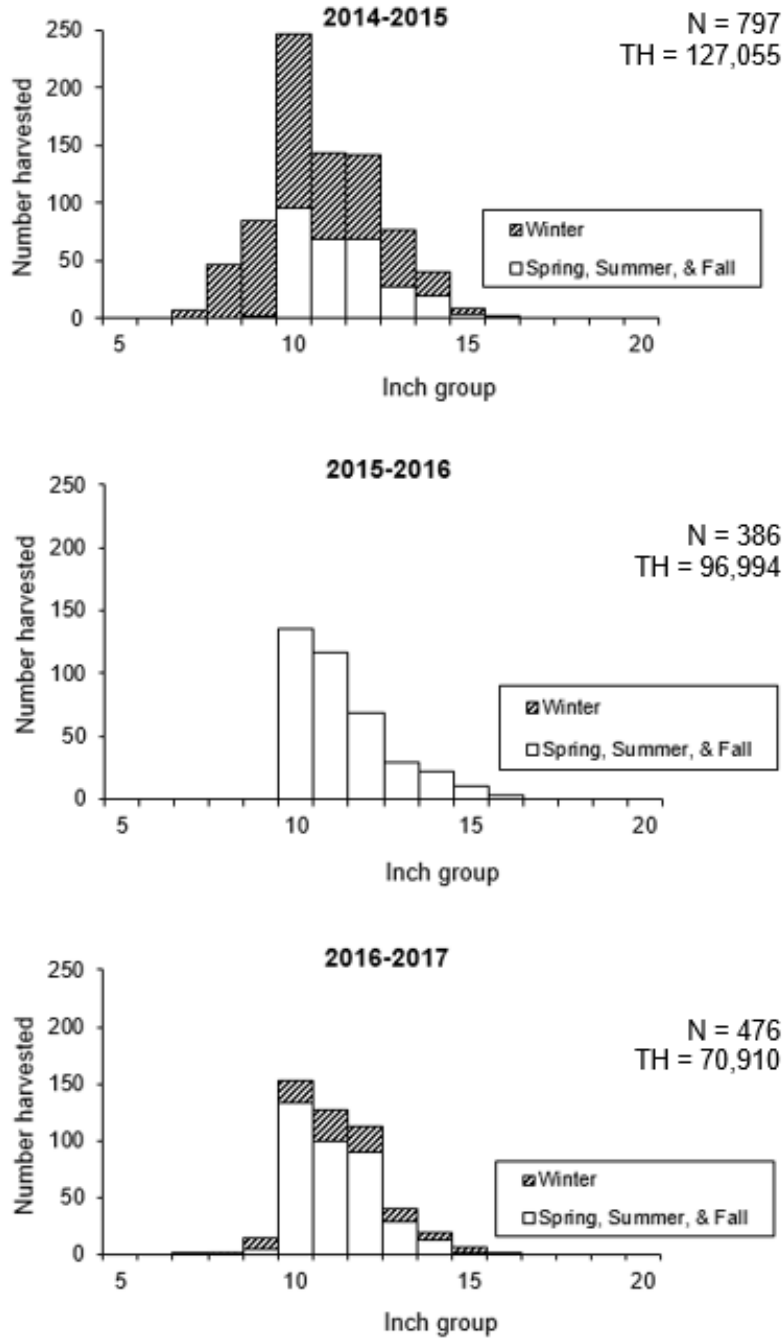 2014-2015
N = 797
TH = 127,055
Number harvested
250
200
150
100
50
0
Winter
Spring, Summer, & Fall
5 10 15 20
Inch group
2015-2016
N = 386
TH = 96,994
Number harvested
250
200
150
100
50
0
Winter
Spring, Summer, & Fall
5 10 15 20
Inch group
2016-2017
N = 476
TH = 70,910
Number harvested
250
200
150
100
50
0
Winter
Spring, Summer, & Fall
5 10 15 20
Inch group